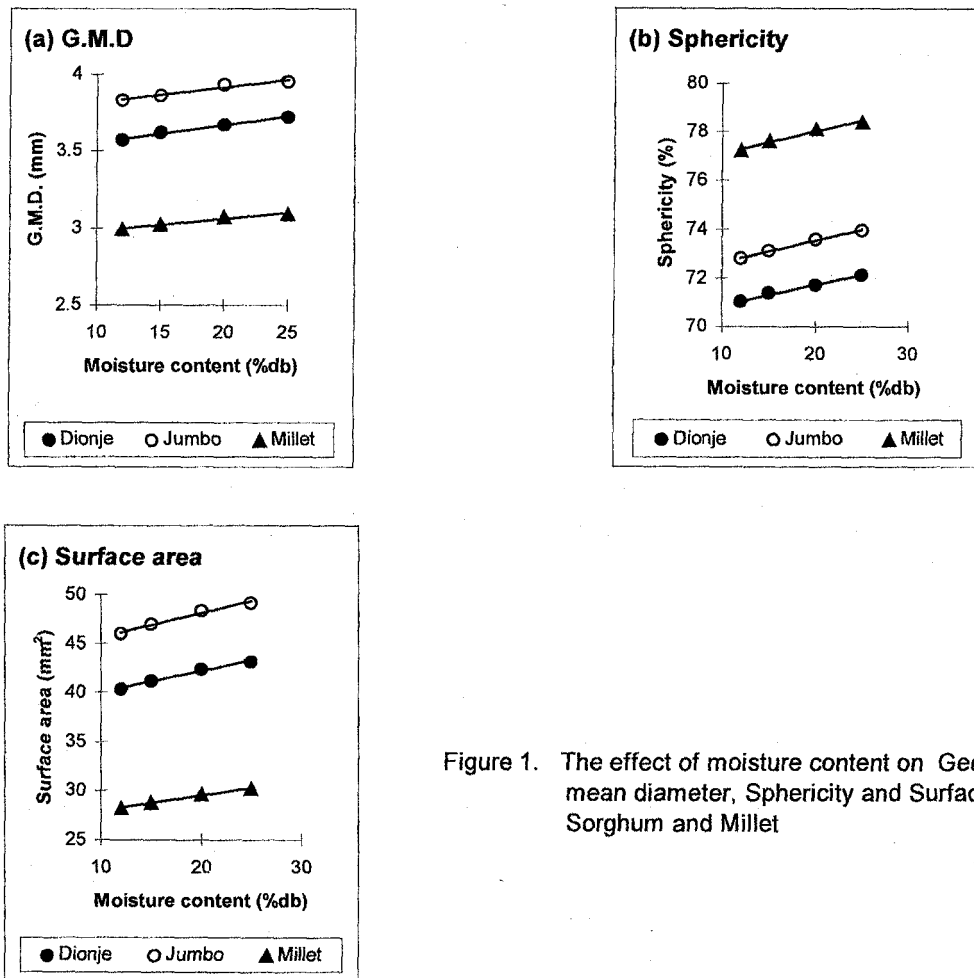 (a) G.M.D
4
3.5
3
2.5
G.M.D. (mm)
10 15 20 25
Moisture content (%db)
Dionje Jumbo Millet
(b) Sphericity
80
78
76
74
72
70
Sphericity (%)
10 20 30
Moisture content (%db)
Dionje Jumbo Millet
(c) Surface area
50
45
40
35
30
25
Surface area (mm²)
10 20 30
Moisture content (%db)
Dionje Jumbo Millet
Figure 1. The effect of moisture content on
mean diameter, Sphericity and
Sorghum and Millet